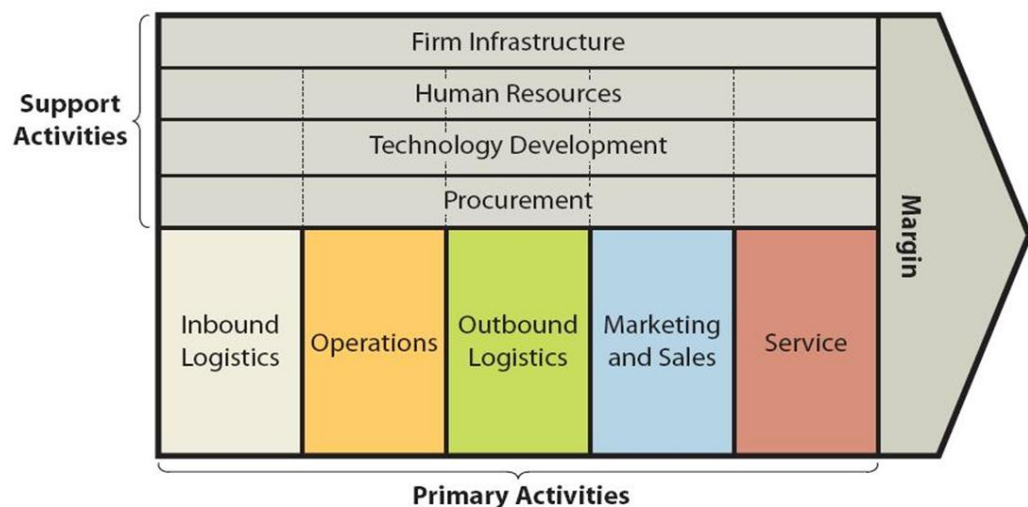 Support
Activities
Firm Infrastructure
Human Resources
Technology Development
Procurement
Inbound
Logistics
Operations
Outbound
Logistics
Marketing
and Sales
Service
Margin
Primary Activities